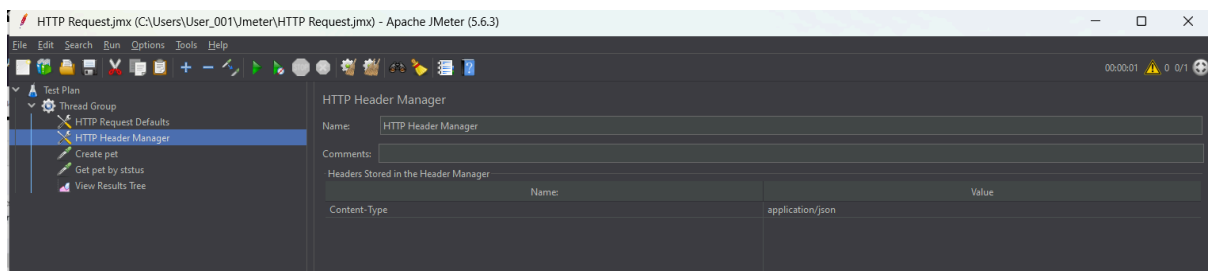 HTTP Request.jmx (C:\Users\User_001\Jmeter\HTTP Request.jmx) - Apache JMeter (5.6.3)
File Edit Search Run Options Tools Help
00:00:01 0 0/1
Test Plan
Thread Group
HTTP Request Defaults
HTTP Header Manager
Create pet
Get pet by ststus
View Results Tree
HTTP Header Manager
Name: HTTP Header Manager
Comments:
Headers Stored in the Header Manager
Name: Value
Content-Type application/json